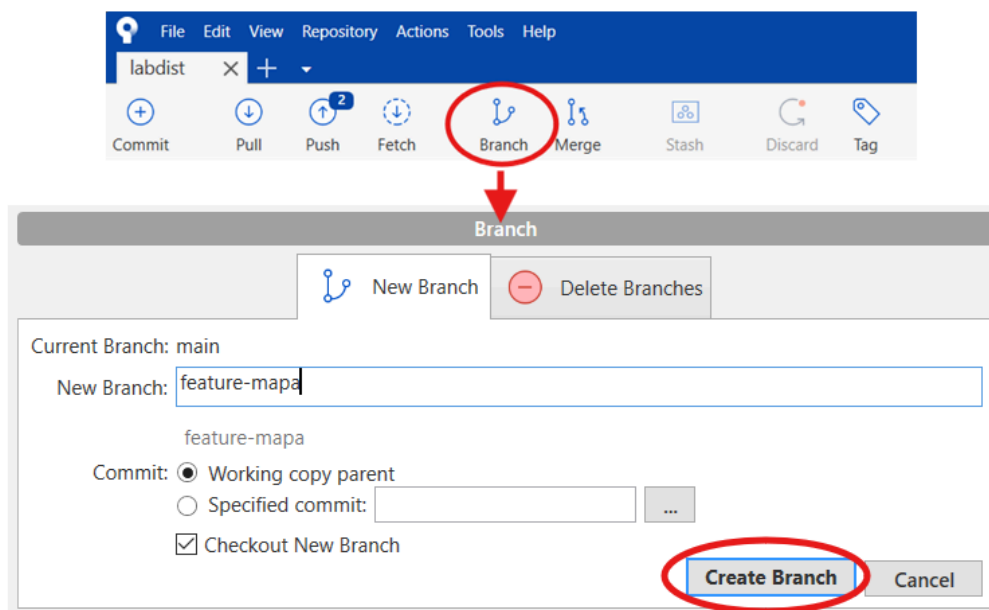 File Edit View Repository Actions Tools Help
labdist
2
Commit Pull Push Fetch Branch Merge Stash Discard Tag
Branch
New Branch Delete Branches
Current Branch: main
New Branch: feature-mapa
feature-mapa
Commit: Working copy parent
Specified commit: ...
Checkout New Branch
Create Branch Cancel